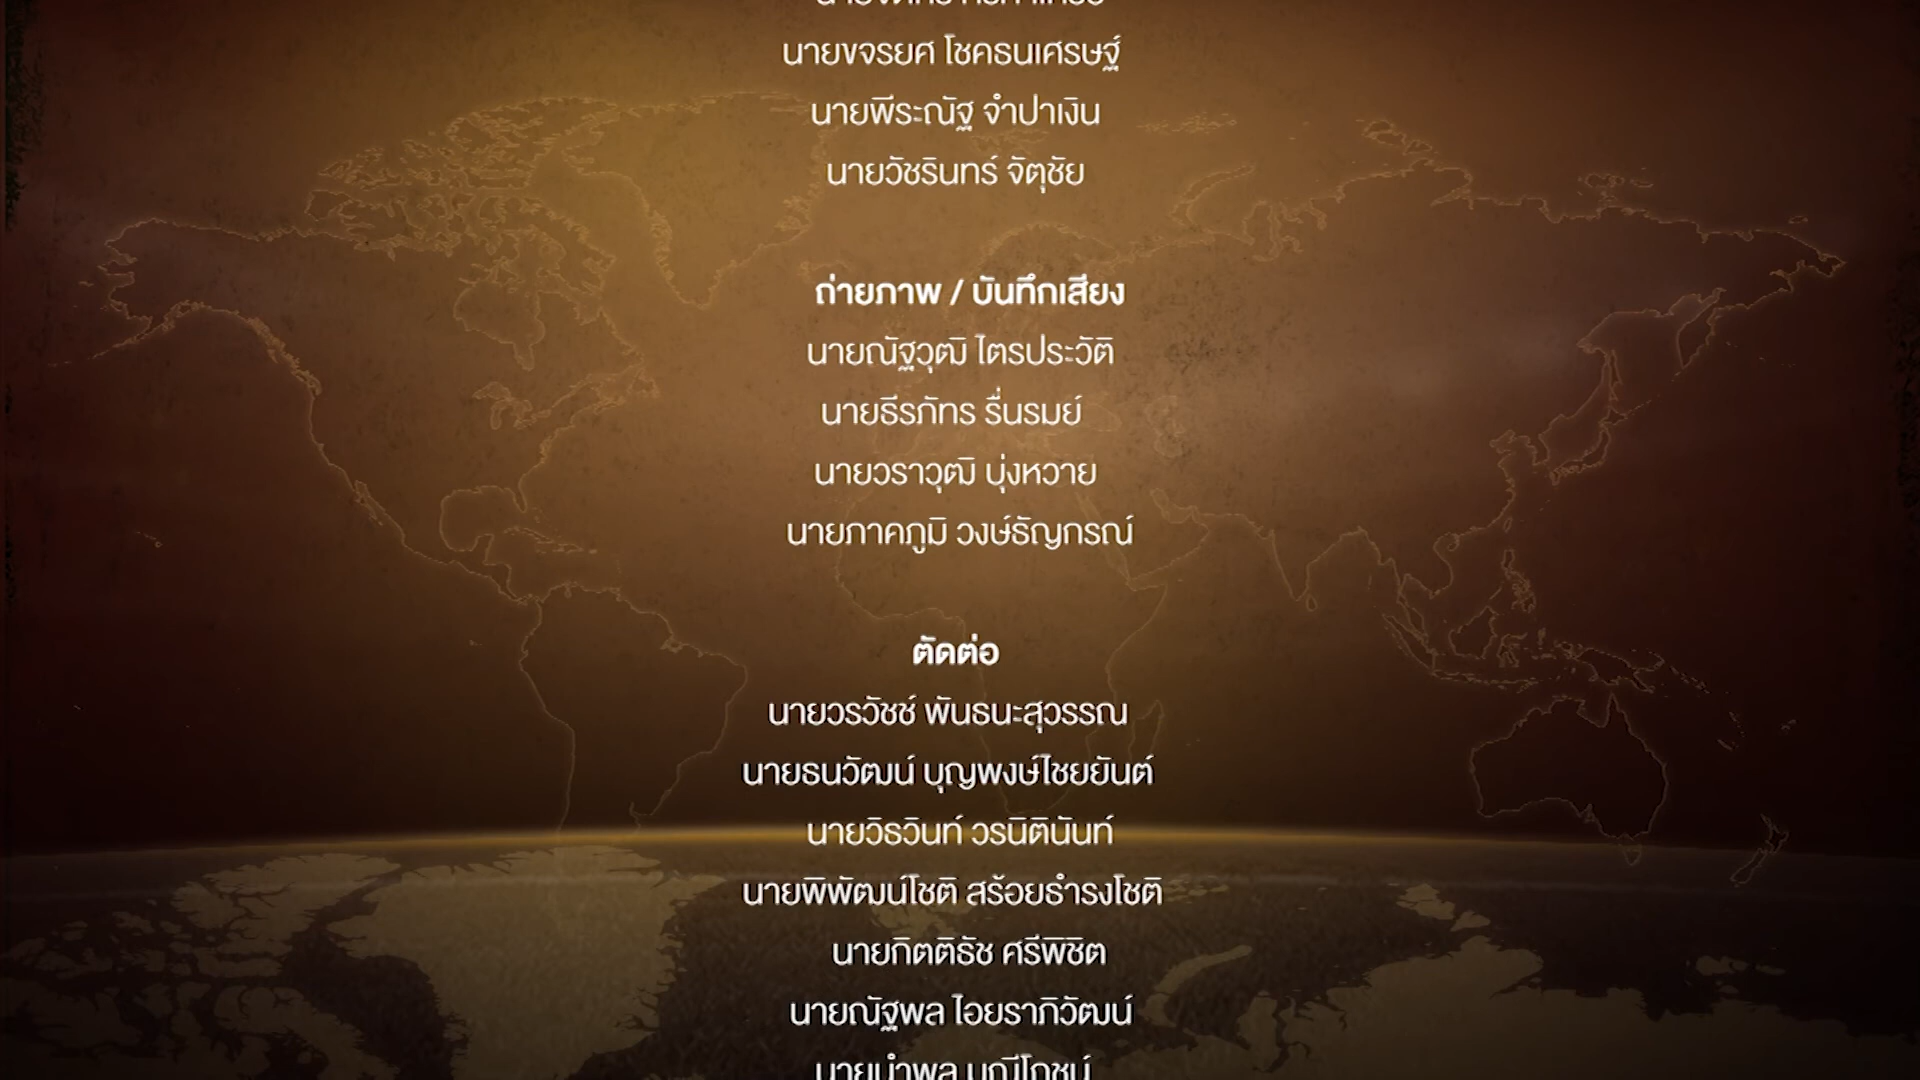 นายขจรยศ โชคธนเศรษฐ์
นายพีระณัฐ จำปาเงิน
นายวัชรินทร์ จัตุชัย
ถ่ายภาพ / บันทึกเสียง
นายณัฐวุฒิ ไตรประวัติ
นายธีรภัทร รื่นรมย์
นายวราวุฒิ บุ่งหวาย
นายภาคภูมิ วงษ์ธัญกรณ์
ตัดต่อ
นายวรวัชช์ พันธนะสุวรรณ
นายธนวัฒน์ บุญพงษ์ไชยยันต์
นายวิธวินท์ วรนิตินันท์
นายพิพัฒน์โชติ สร้อยธำรงโชติ
นายกิตติธัช ศรีพิชิต
นายณัฐพล ไอยราภิวัฒน์
นายนำพล